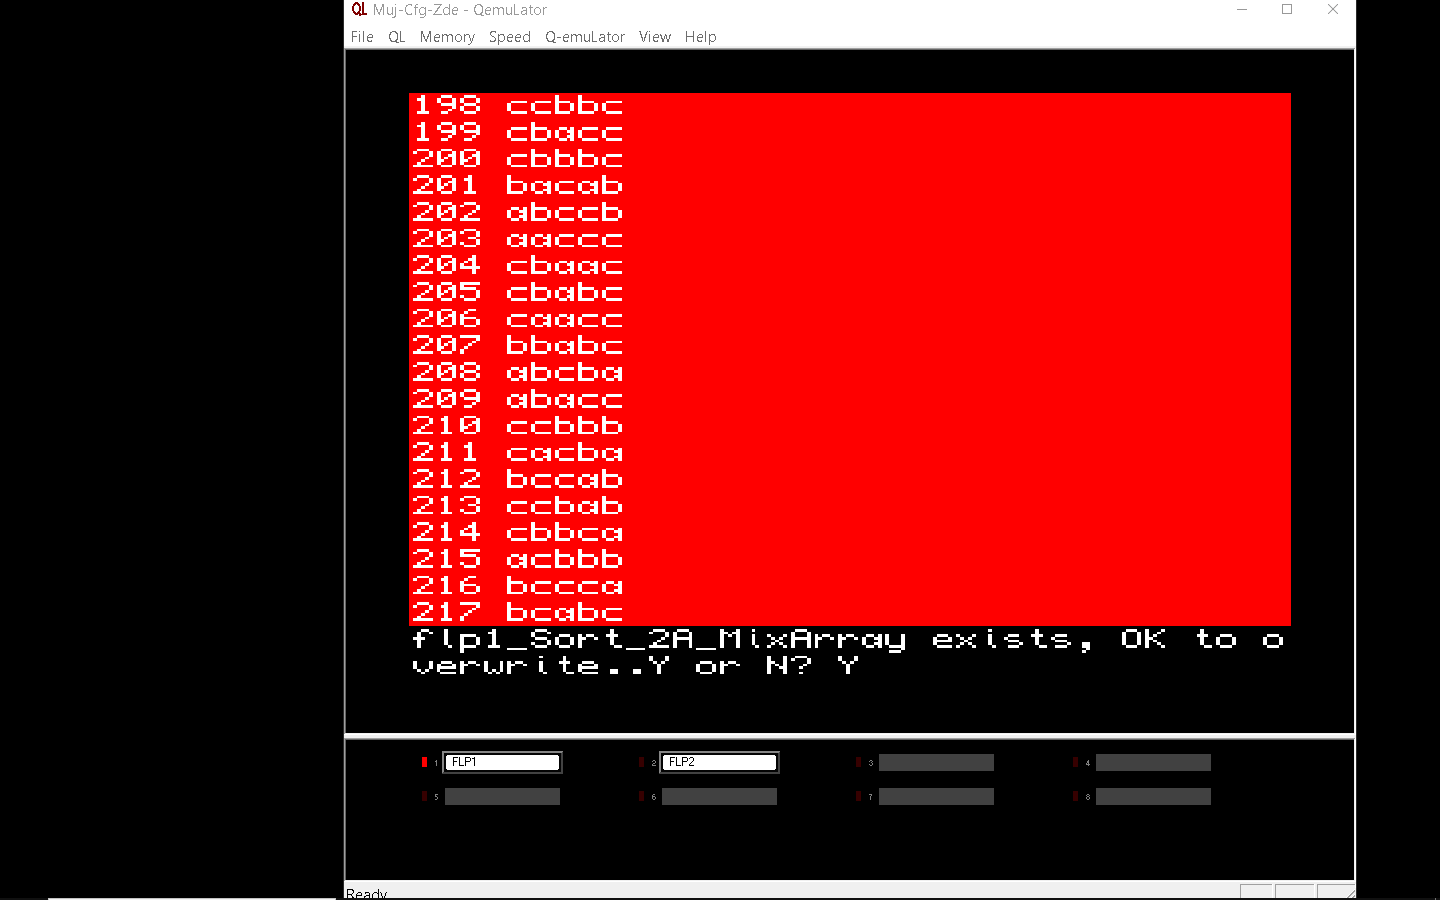 QL Muj-Cfg-Zde - QemuLator
File QL Memory Speed Q-emuLator View Help
198 ccbbc
199 cbacc
200 cbbbc
201 bacab
202 abccb
203 aaccc
204 cbaac
205 cbabc
206 caacc
207 bbabc
208 abcba
209 abacc
210 ccbbb
211 cacba
212 bccab
213 ccbab
214 cbbca
215 acbbb
216 bccca
217 bcabc
flp1_Sort_2A_MixArray exists, OK to o
verwrite..Y or N? Y
1 FLP1 2 FLP2 3 4
5 6 7 8
Ready